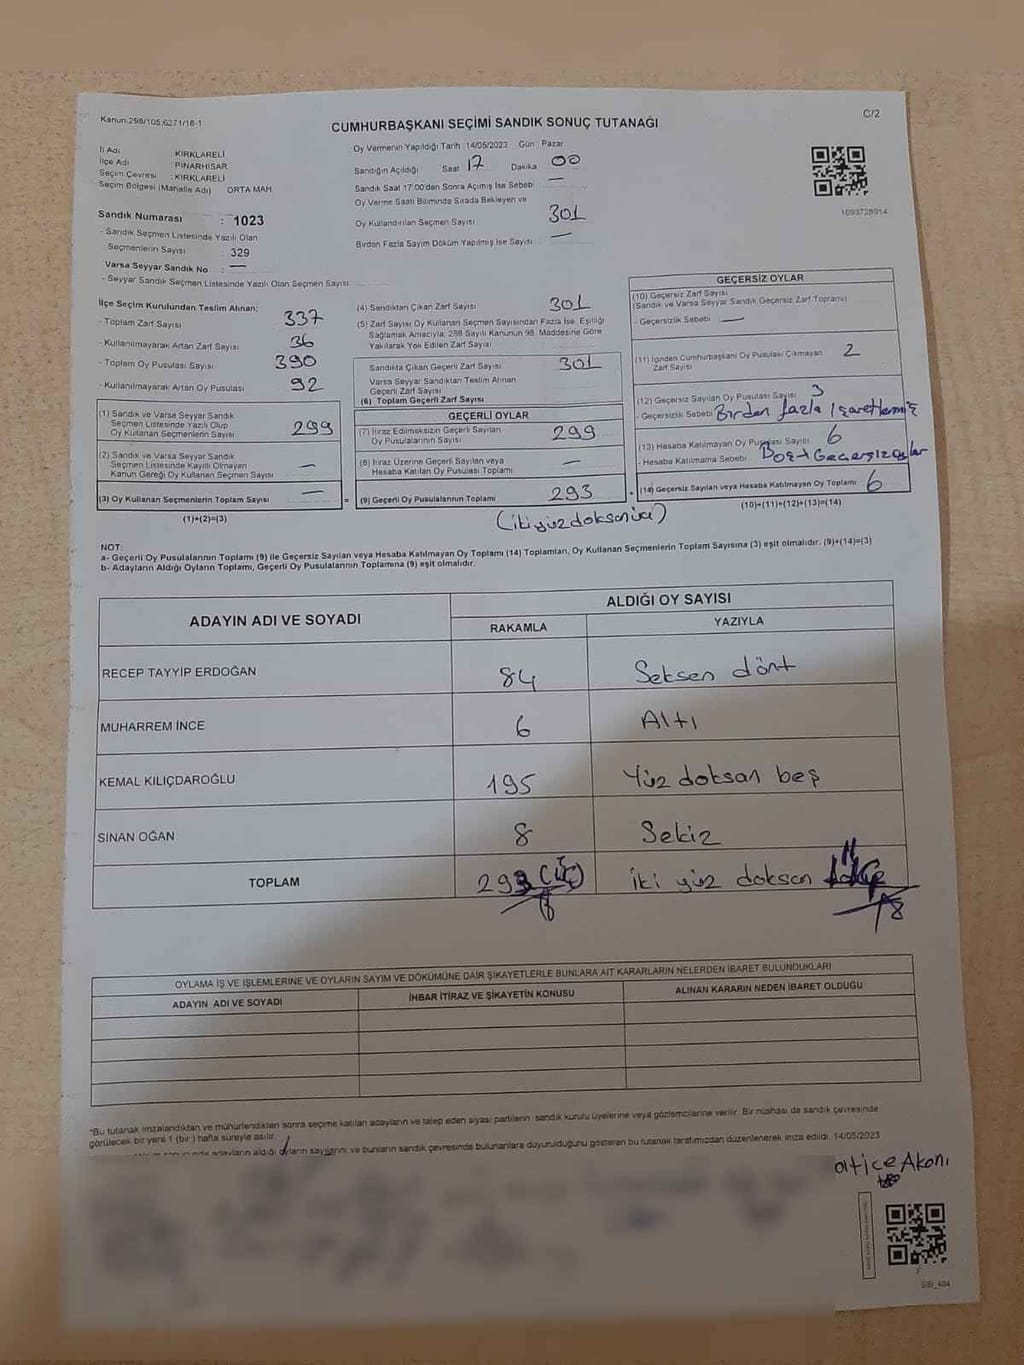 Kanun:298/105,6271/16-1
C/2
CUMHURBAŞKANI SEÇİMİ SANDIK SONUÇ TUTANAĞI
İl Adı KIRKLARELİ
İlçe Adı : PINARHİSAR
Seçim Çevresi : KIRKLARELİ
Seçim Bölgesi (Mahalle Adı) ORTA MAH.
Oy Vermenin Yapıldığı Tarih :14/05/2023 Gün Pazar
Sandığın Açıldığı Saat 17 Dakika 00
Sandık Saat 17:00'den Sonra Açımış İse Sebebi —
Oy Verme Saati Bitiminde Sırada Bekleyen ve
Oy Kullandırılan Seçmen Sayısı 301
Birden Fazla Sayım Döküm Yapılmış İse Sayısı —
1093728914
Sandık Numarası : 1023
- Sandık Seçmen Listesinde Yazılı Olan
Seçmenlerin Sayısı 329
Varsa Seyyar Sandık No : —
- Seyyar Sandık Seçmen Listesinde Yazılı Olan Seçmen Sayısı:
İlçe Seçim Kurulundan Teslim Alınan;
- Toplam Zarf Sayısı 337
- Kullanılmayarak Artan Zarf Sayısı 36
- Toplam Oy Pusulası Sayısı 390
- Kullanılmayarak Artan Oy Pusulası 92
(1) Sandık ve Varsa Seyyar Sandık
Seçmen Listesinde Yazılı Olup
Oy Kullanan Seçmenlerin Sayısı 299
(2) Sandık ve Varsa Seyyar Sandık
Seçmen Listesinde Kayıtlı Olmayan
Kanun Gereği Oy Kullanan Seçmen Sayısı —
(3) Oy Kullanan Seçmenlerin Toplam Sayısı —
(1)+(2)=(3)
(4) Sandıktan Çıkan Zarf Sayısı 301
(5) Zarf Sayısı Oy Kullanan Seçmen Sayısından Fazla İse, Eşitliği
Sağlamak Amacıyla; 298 Sayılı Kanunun 98. Maddesine Göre
Yakılarak Yok Edilen Zarf Sayısı
Sandıkta Çıkan Geçerli Zarf Sayısı 301
Varsa Seyyar Sandıktan Teslim Alınan
Geçerli Zarf Sayısı
(6) Toplam Geçerli Zarf Sayısı
GEÇERLİ OYLAR
(7) İtiraz Edilmeksizin Geçerli Sayılan
Oy Pusulalarının Sayısı 299
(8) İtiraz Üzerine Geçerli Sayılan veya
Hesaba Katılan Oy Pusulası Toplamı —
= (9) Geçerli Oy Pusulalarının Toplamı 293
(iki yüz doksan üç)
GEÇERSİZ OYLAR
(10) Geçersiz Zarf Sayısı
(Sandık ve Varsa Seyyar Sandık Geçersiz Zarf Toplamı)
- Geçersizlik Sebebi —
(11) İçinden Cumhurbaşkanı Oy Pusulası Çıkmayan
Zarf Sayısı 2
(12) Geçersiz Sayılan Oy Pusulası Sayısı 3
- Geçersizlik Sebebi Birden fazla işaretlenmiş
(13) Hesaba Katılmayan Oy Pusulası Sayısı 6
- Hesaba Katılmama Sebebi Boş + Geçersiz oylar
+ (14) Geçersiz Sayılan veya Hesaba Katılmayan Oy Toplamı 6
(10)+(11)+(12)+(13)=(14)
NOT:
a- Geçerli Oy Pusulalarının Toplamı (9) ile Geçersiz Sayılan veya Hesaba Katılmayan Oy Toplamı (14) Toplamları, Oy Kullanan Seçmenlerin Toplam Sayısına (3) eşit olmalıdır. (9)+(14)=(3)
b- Adayların Aldığı Oyların Toplamı, Geçerli Oy Pusulalarının Toplamına (9) eşit olmalıdır.
ADAYIN ADI VE SOYADI
ALDIĞI OY SAYISI
RAKAMLA YAZIYLA
RECEP TAYYİP ERDOĞAN 84 Seksen dört
MUHARREM İNCE 6 Altı
KEMAL KILIÇDAROĞLU 195 Yüz doksan beş
SİNAN OĞAN 8 Sekiz
TOPLAM 293 (üç) iki yüz doksan
OYLAMA İŞ VE İŞLEMLERİNE VE OYLARIN SAYIM VE DÖKÜMÜNE DAİR ŞİKAYETLERLE BUNLARA AİT KARARLARIN NELERDEN İBARET BULUNDUKLARI
ADAYIN ADI VE SOYADI İHBAR İTİRAZ VE ŞİKAYETİN KONUSU ALINAN KARARIN NEDEN İBARET OLDUĞU
*Bu tutanak imzalandıktan ve mühürlendikten sonra seçime katılan adayların ve talep eden siyasi partilerin sandık kurulu üyelerine veya gözlemcilerine verilir. Bir nüshası da sandık çevresinde
görülecek bir yere 1 (bir) hafta süreyle asılır.
adayların aldığı oyların sayılarını ve bunların sandık çevresinde bulunanlara duyurulduğunu gösteren bu tutanak tarafımızdan düzenlenerek imza edildi. 14/05/2023